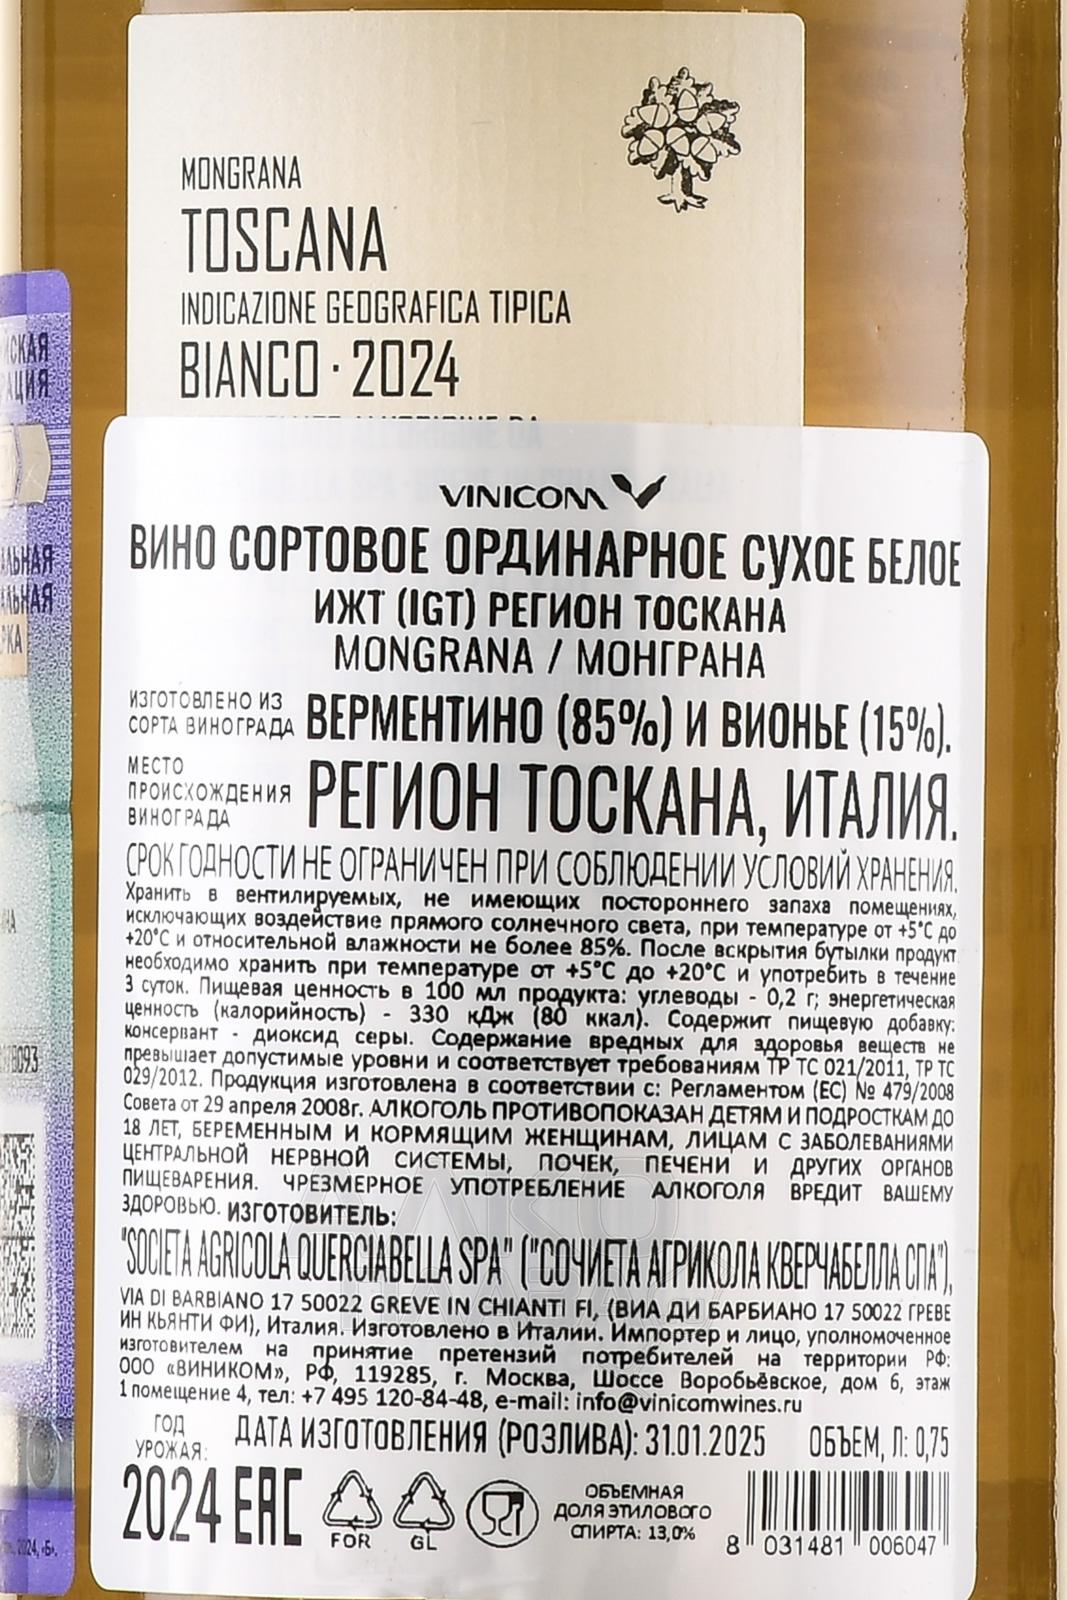 MONGRANA
TOSCANA
INDICAZIONE GEOGRAFICA TIPICA
BIANCO · 2024
VINICOM
ВИНО СОРТОВОЕ ОРДИНАРНОЕ СУХОЕ БЕЛОЕ
ИЖТ (IGT) РЕГИОН ТОСКАНА
MONGRANA / МОНГРАНА
ИЗГОТОВЛЕНО ИЗ
СОРТА ВИНОГРАДА ВЕРМЕНТИНО (85%) И ВИОНЬЕ (15%).
МЕСТО
ПРОИСХОЖДЕНИЯ
ВИНОГРАДА
РЕГИОН ТОСКАНА, ИТАЛИЯ.
СРОК ГОДНОСТИ НЕ ОГРАНИЧЕН ПРИ СОБЛЮДЕНИИ УСЛОВИЙ ХРАНЕНИЯ.
Хранить в вентилируемых, не имеющих постороннего запаха помещениях,
исключающих воздействие прямого солнечного света, при температуре от +5°С до
+20°С и относительной влажности не более 85%. После вскрытия бутылки продукт
необходимо хранить при температуре от +5°С до +20°С и употребить в течение
3 суток. Пищевая ценность в 100 мл продукта: углеводы - 0,2 г; энергетическая
ценность (калорийность) - 330 кДж (80 ккал). Содержит пищевую добавку:
консервант - диоксид серы. Содержание вредных для здоровья веществ не
превышает допустимые уровни и соответствует требованиям ТР ТС 021/2011, ТР ТС
029/2012. Продукция изготовлена в соответствии с: Регламентом (ЕС) № 479/2008
Совета от 29 апреля 2008г. АЛКОГОЛЬ ПРОТИВОПОКАЗАН ДЕТЯМ И ПОДРОСТКАМ ДО
18 ЛЕТ, БЕРЕМЕННЫМ И КОРМЯЩИМ ЖЕНЩИНАМ, ЛИЦАМ С ЗАБОЛЕВАНИЯМИ
ЦЕНТРАЛЬНОЙ НЕРВНОЙ СИСТЕМЫ, ПОЧЕК, ПЕЧЕНИ И ДРУГИХ ОРГАНОВ
ПИЩЕВАРЕНИЯ. ЧРЕЗМЕРНОЕ УПОТРЕБЛЕНИЕ АЛКОГОЛЯ ВРЕДИТ ВАШЕМУ
ЗДОРОВЬЮ. ИЗГОТОВИТЕЛЬ:
"SOCIETA AGRICOLA QUERCIABELLA SPA" ("СОЧИЕТА АГРИКОЛА КВЕРЧАБЕЛЛА СПА"),
VIA DI BARBIANO 17 50022 GREVE IN CHIANTI FI, (ВИА ДИ БАРБИАНО 17 50022 ГРЕВЕ
ИН КЬЯНТИ ФИ), Италия. Изготовлено в Италии. Импортер и лицо, уполномоченное
изготовителем на принятие претензий потребителей на территории РФ:
ООО «ВИНИКОМ», РФ, 119285, г. Москва, Шоссе Воробьёвское, дом 6, этаж
1 помещение 4, тел: +7 495 120-84-48, e-mail: info@vinicomwines.ru
ГОД
УРОЖАЯ:
2024
ДАТА ИЗГОТОВЛЕНИЯ (РОЗЛИВА): 31.01.2025 ОБЪЕМ, Л: 0,75
EAC
FOR GL
ОБЪЕМНАЯ
ДОЛЯ ЭТИЛОВОГО
СПИРТА: 13,0%
8 031481 006047